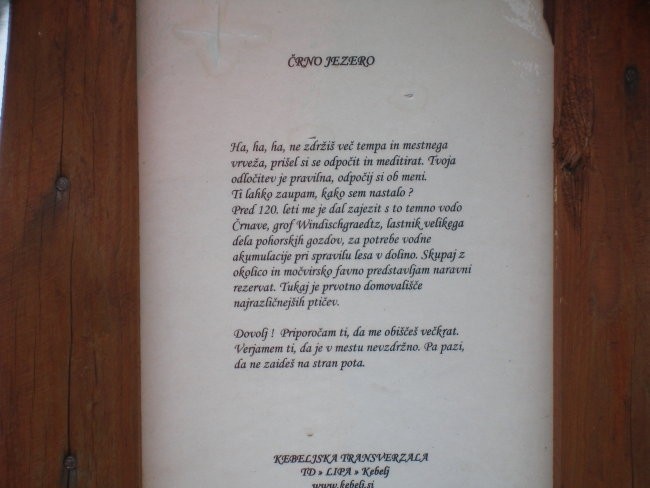 ČRNO JEZERO
Ha, ha, ha, ne zdržiš več tempa in mestnega
vrveža, prišel si se odpočit in meditirat. Tvoja
odločitev je pravilna, odpočij si ob meni.
Ti lahko zaupam, kako sem nastalo ?
Pred 120. leti me je dal zajezit s to temno vodo
Črnave, grof Windischgraedtz, lastnik velikega
dela pohorskih gozdov, za potrebe vodne
akumulacije pri spravilu lesa v dolino. Skupaj z
okolico in močvirsko favno predstavljam naravni
rezervat. Tukaj je prvotno domovališče
najrazličnejših ptičev.
Dovolj ! Priporočam ti, da me obiščeš večkrat.
Verjamem ti, da je v mestu nevzdržno. Pa pazi,
da ne zaideš na stran pota.
KEBELJSKA TRANSVERZALA
TD » LIPA » Kebelj
www.kebelj.si